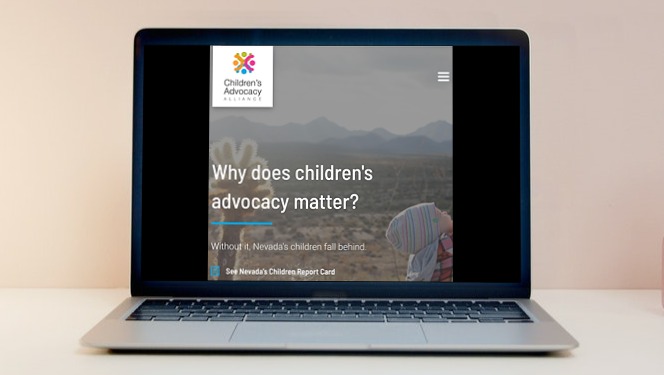 Children's
Advocacy
ALLIANCE
Why does children's
advocacy matter?
Without it, Nevada's children fall behind.
See Nevada's Children Report Card